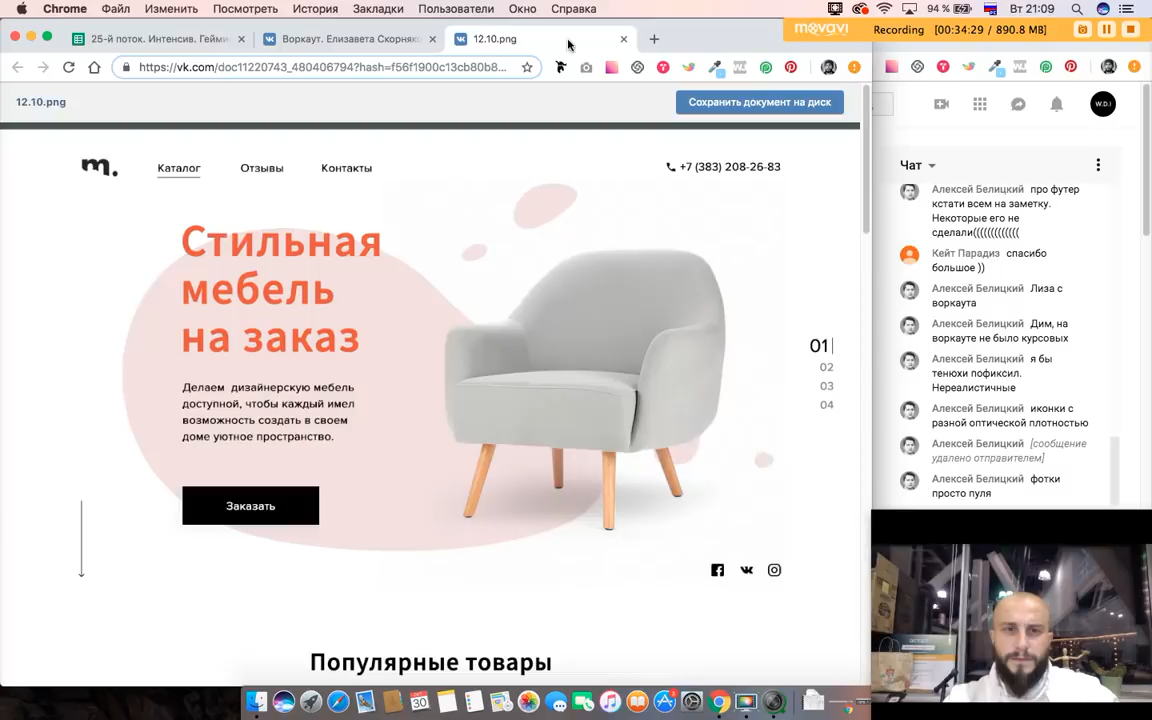 Chrome Файл Изменить Посмотреть История Закладки Пользователи Окно Справка
94 % Вт 21:09
movavi Recording (00:34:29 / 890.8 MB)
25-й поток. Интенсив. Гейми
Воркаут. Елизавета Скорняко
12.10.png
https://vk.com/doc11220743_480406794?hash=f56f1900c13cb80b8...
12.10.png
Сохранить документ на диск
m. Каталог Отзывы Контакты +7 (383) 208-26-83
Стильная
мебель
на заказ
Делаем дизайнерскую мебель
доступной, чтобы каждый имел
возможность создать в своем
доме уютное пространство.
Заказать
01
02
03
04
Популярные товары
W.D.I
Чат
Алексей Белицкий про футер
кстати всем на заметку.
Некоторые его не
сделали((((((((((((
Кейт Парадиз спасибо
большое ))
Алексей Белицкий Лиза с
воркаута
Алексей Белицкий Дим, на
воркауте не было курсовых
Алексей Белицкий я бы
тенюхи пофиксил.
Нереалистичные
Алексей Белицкий иконки с
разной оптической плотностью
Алексей Белицкий [сообщение
удалено отправителем]
Алексей Белицкий фотки
просто пуля